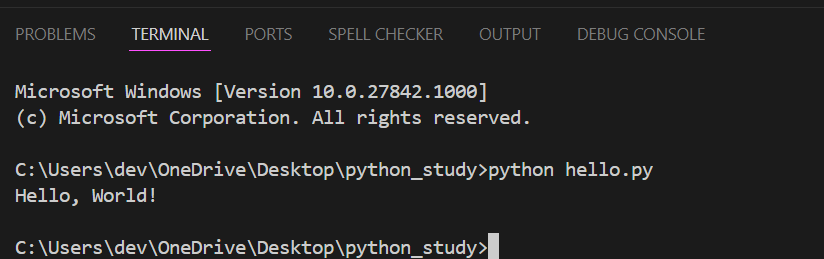 PROBLEMS TERMINAL PORTS SPELL CHECKER OUTPUT DEBUG CONSOLE
Microsoft Windows [Version 10.0.27842.1000]
(c) Microsoft Corporation. All rights reserved.
C:\Users\dev\OneDrive\Desktop\python_study>python hello.py
Hello, World!
C:\Users\dev\OneDrive\Desktop\python_study>